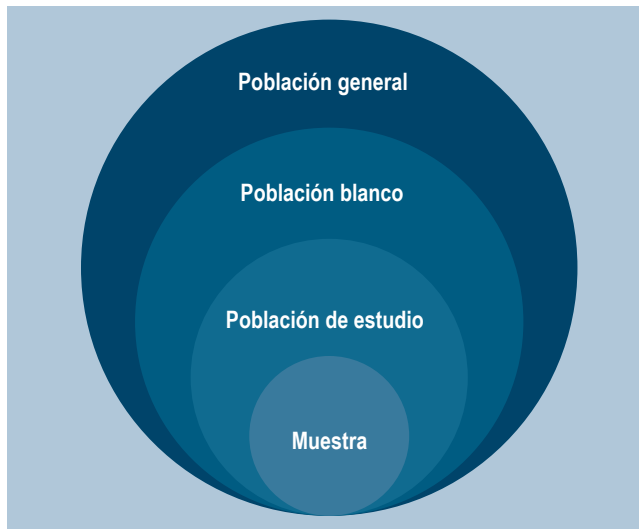 Población general
Población blanco
Población de estudio
Muestra